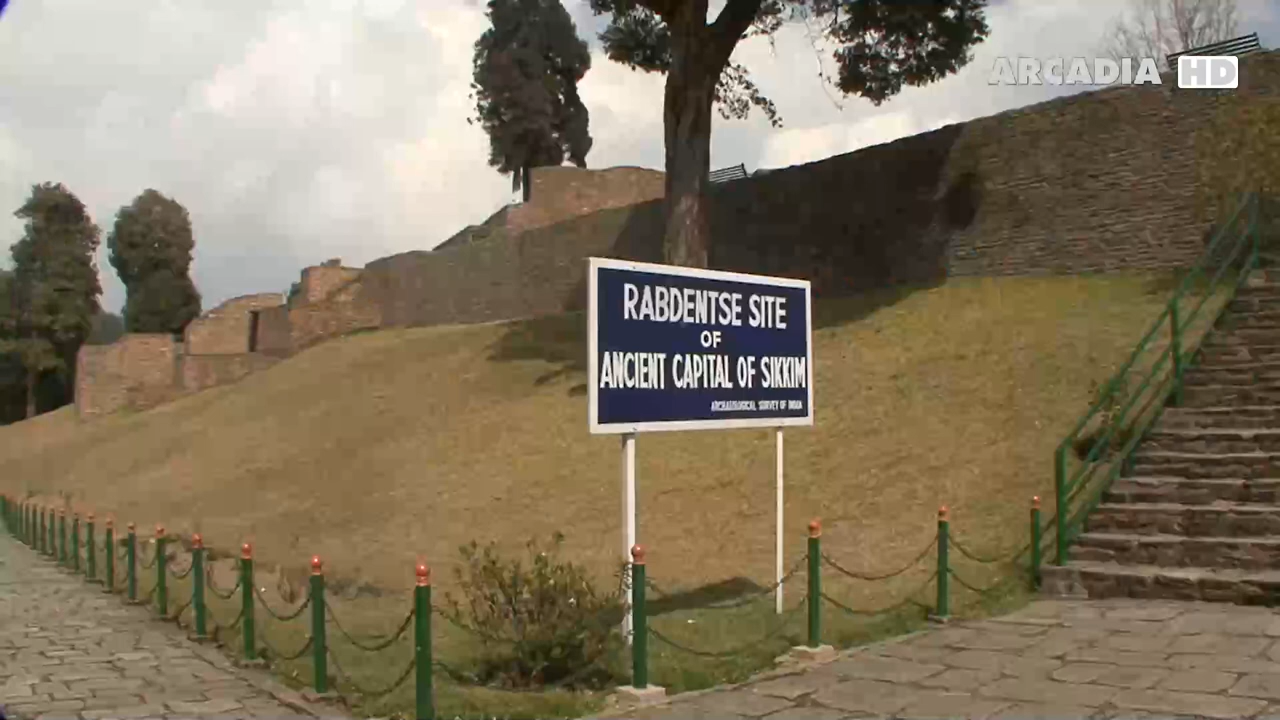 ARCADIA HD
RABDENTSE SITE
OF
ANCIENT CAPITAL OF SIKKIM
ARCHAEOLOGICAL SURVEY OF INDIA